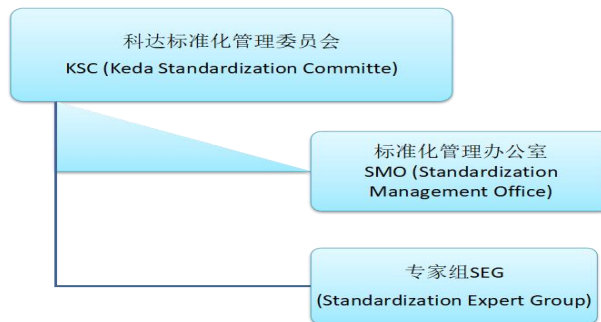 科达标准化管理委员会
KSC (Keda Standardization Committe)
标准化管理办公室
SMO (Standardization
Management Office)
专家组SEG
(Standardization Expert Group)